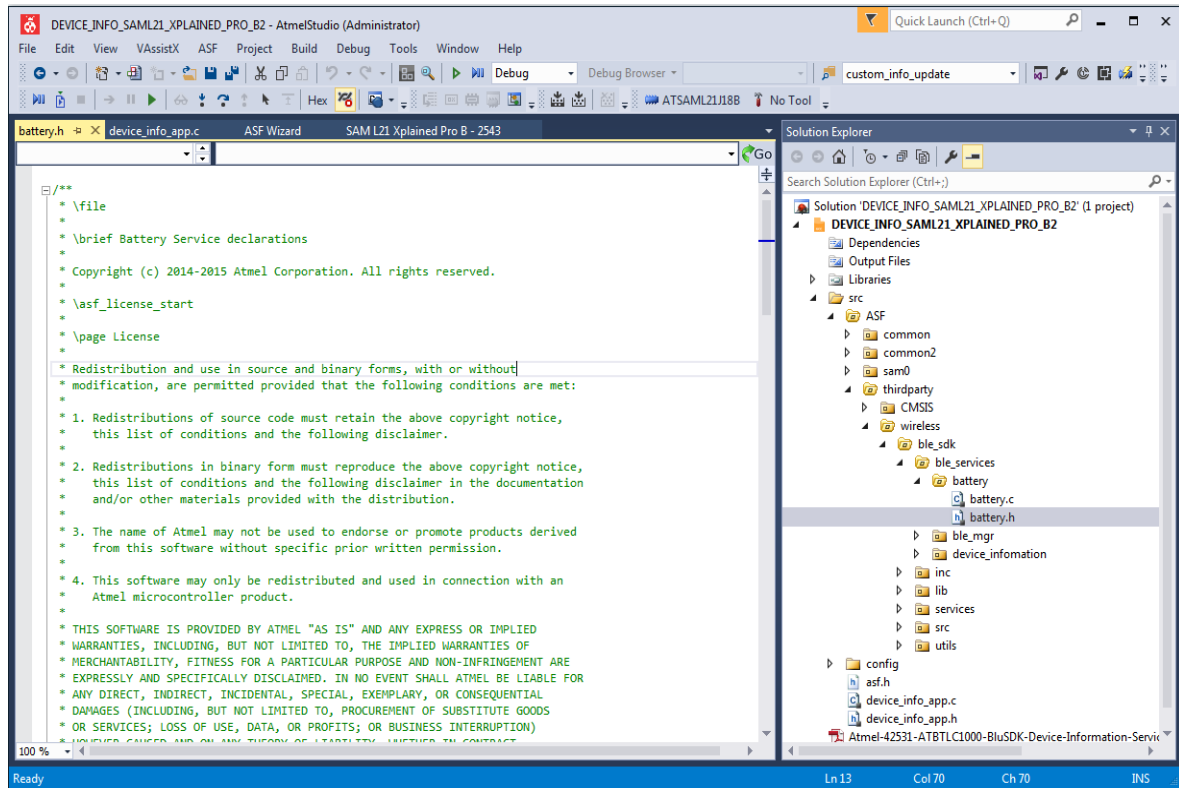 DEVICE_INFO_SAML21_XPLAINED_PRO_B2 - AtmelStudio (Administrator)
Quick Launch (Ctrl+Q)
File Edit View VAssistX ASF Project Build Debug Tools Window Help
Debug Debug Browser custom_info_update
Hex ATSAML21J18B No Tool
battery.h device_info_app.c ASF Wizard SAM L21 Xplained Pro B - 2543
Go
/**
* \file
*
* \brief Battery Service declarations
*
* Copyright (c) 2014-2015 Atmel Corporation. All rights reserved.
*
* \asf_license_start
*
* \page License
*
* Redistribution and use in source and binary forms, with or without
* modification, are permitted provided that the following conditions are met:
*
* 1. Redistributions of source code must retain the above copyright notice,
*    this list of conditions and the following disclaimer.
*
* 2. Redistributions in binary form must reproduce the above copyright notice,
*    this list of conditions and the following disclaimer in the documentation
*    and/or other materials provided with the distribution.
*
* 3. The name of Atmel may not be used to endorse or promote products derived
*    from this software without specific prior written permission.
*
* 4. This software may only be redistributed and used in connection with an
*    Atmel microcontroller product.
*
* THIS SOFTWARE IS PROVIDED BY ATMEL "AS IS" AND ANY EXPRESS OR IMPLIED
* WARRANTIES, INCLUDING, BUT NOT LIMITED TO, THE IMPLIED WARRANTIES OF
* MERCHANTABILITY, FITNESS FOR A PARTICULAR PURPOSE AND NON-INFRINGEMENT ARE
* EXPRESSLY AND SPECIFICALLY DISCLAIMED. IN NO EVENT SHALL ATMEL BE LIABLE FOR
* ANY DIRECT, INDIRECT, INCIDENTAL, SPECIAL, EXEMPLARY, OR CONSEQUENTIAL
* DAMAGES (INCLUDING, BUT NOT LIMITED TO, PROCUREMENT OF SUBSTITUTE GOODS
* OR SERVICES; LOSS OF USE, DATA, OR PROFITS; OR BUSINESS INTERRUPTION)
* HOWEVER CAUSED AND ON ANY THEORY OF LIABILITY, WHETHER IN CONTRACT,
100 %
Solution Explorer
Search Solution Explorer (Ctrl+;)
Solution 'DEVICE_INFO_SAML21_XPLAINED_PRO_B2' (1 project)
DEVICE_INFO_SAML21_XPLAINED_PRO_B2
Dependencies
Output Files
Libraries
src
ASF
common
common2
sam0
thirdparty
CMSIS
wireless
ble_sdk
ble_services
battery
battery.c
battery.h
ble_mgr
device_infomation
inc
lib
services
src
utils
config
asf.h
device_info_app.c
device_info_app.h
Atmel-42531-ATBTLC1000-BluSDK-Device-Information-Servic
Ready Ln 13 Col 70 Ch 70 INS